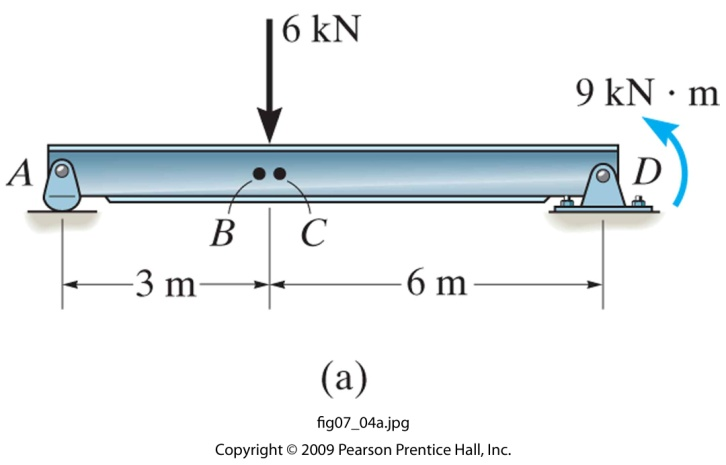 6 kN
9 kN · m
A
D
B
C
3 m
6 m
(a)
fig07_04a.jpg
Copyright © 2009 Pearson Prentice Hall, Inc.